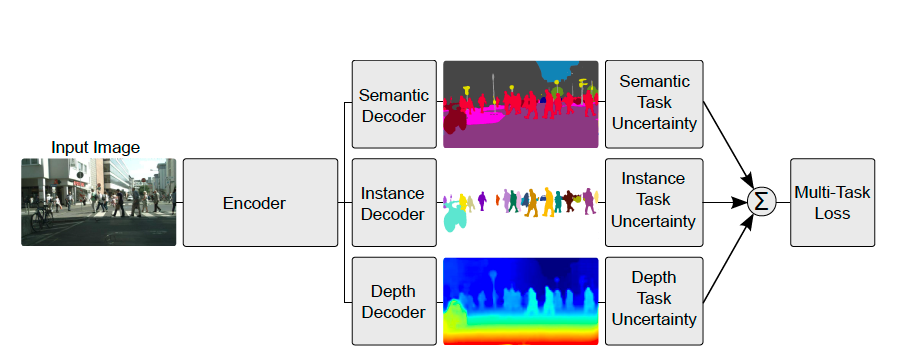 Input Image
Encoder
Semantic
Decoder
Instance
Decoder
Depth
Decoder
Semantic
Task
Uncertainty
Instance
Task
Uncertainty
Depth
Task
Uncertainty
Σ
Multi-Task
Loss